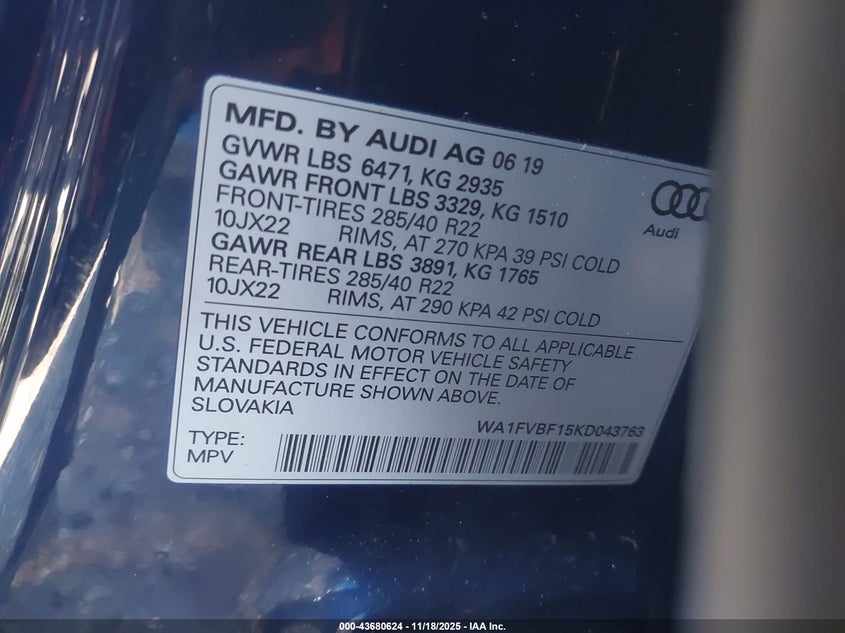 MFD. BY AUDI AG 06 19
GVWR LBS 6471, KG 2935
GAWR FRONT LBS 3329, KG 1510
FRONT-TIRES 285/40 R22
10JX22 RIMS, AT 270 KPA 39 PSI COLD
GAWR REAR LBS 3891, KG 1765
REAR-TIRES 285/40 R22
10JX22 RIMS, AT 290 KPA 42 PSI COLD
Audi
THIS VEHICLE CONFORMS TO ALL APPLICABLE
U.S. FEDERAL MOTOR VEHICLE SAFETY
STANDARDS IN EFFECT ON THE DATE OF
MANUFACTURE SHOWN ABOVE.
SLOVAKIA
WA1FVBF15KD043763
TYPE:
MPV
000-43680624 - 11/18/2025 - IAA Inc.